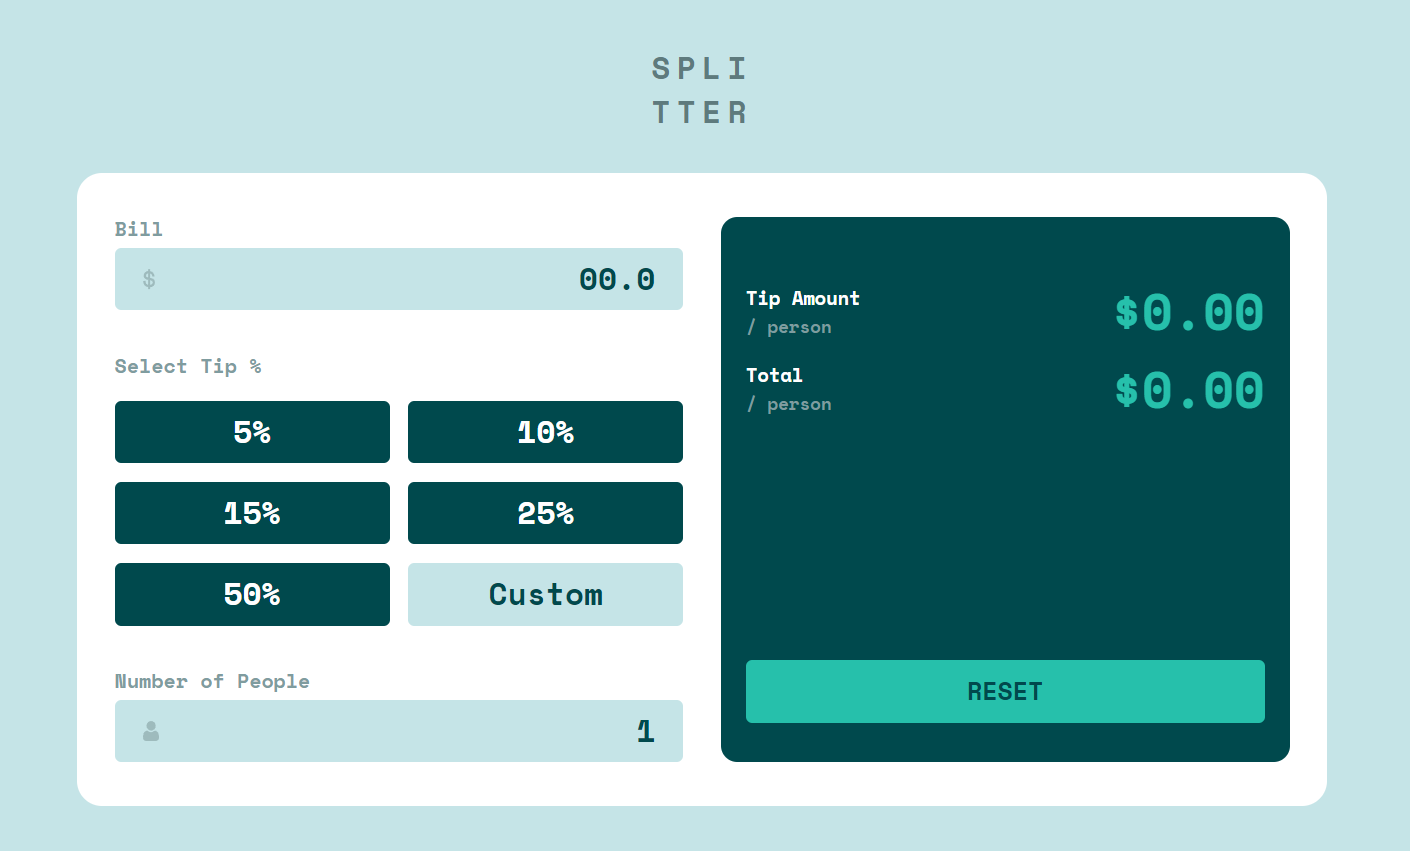 SPLI
TTER
Bill
$ 00.0
Select Tip %
5% 10%
15% 25%
50% Custom
Number of People
1
Tip Amount
/ person
$0.00
Total
/ person
$0.00
RESET